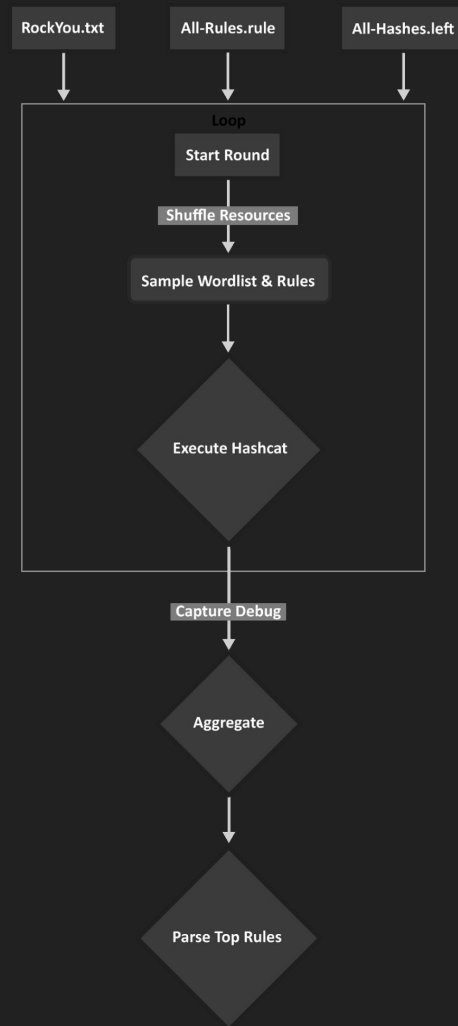 RockYou.txt
All-Rules.rule
All-Hashes.left
Loop
Start Round
Shuffle Resources
Sample Wordlist & Rules
Execute Hashcat
Capture Debug
Aggregate
Parse Top Rules